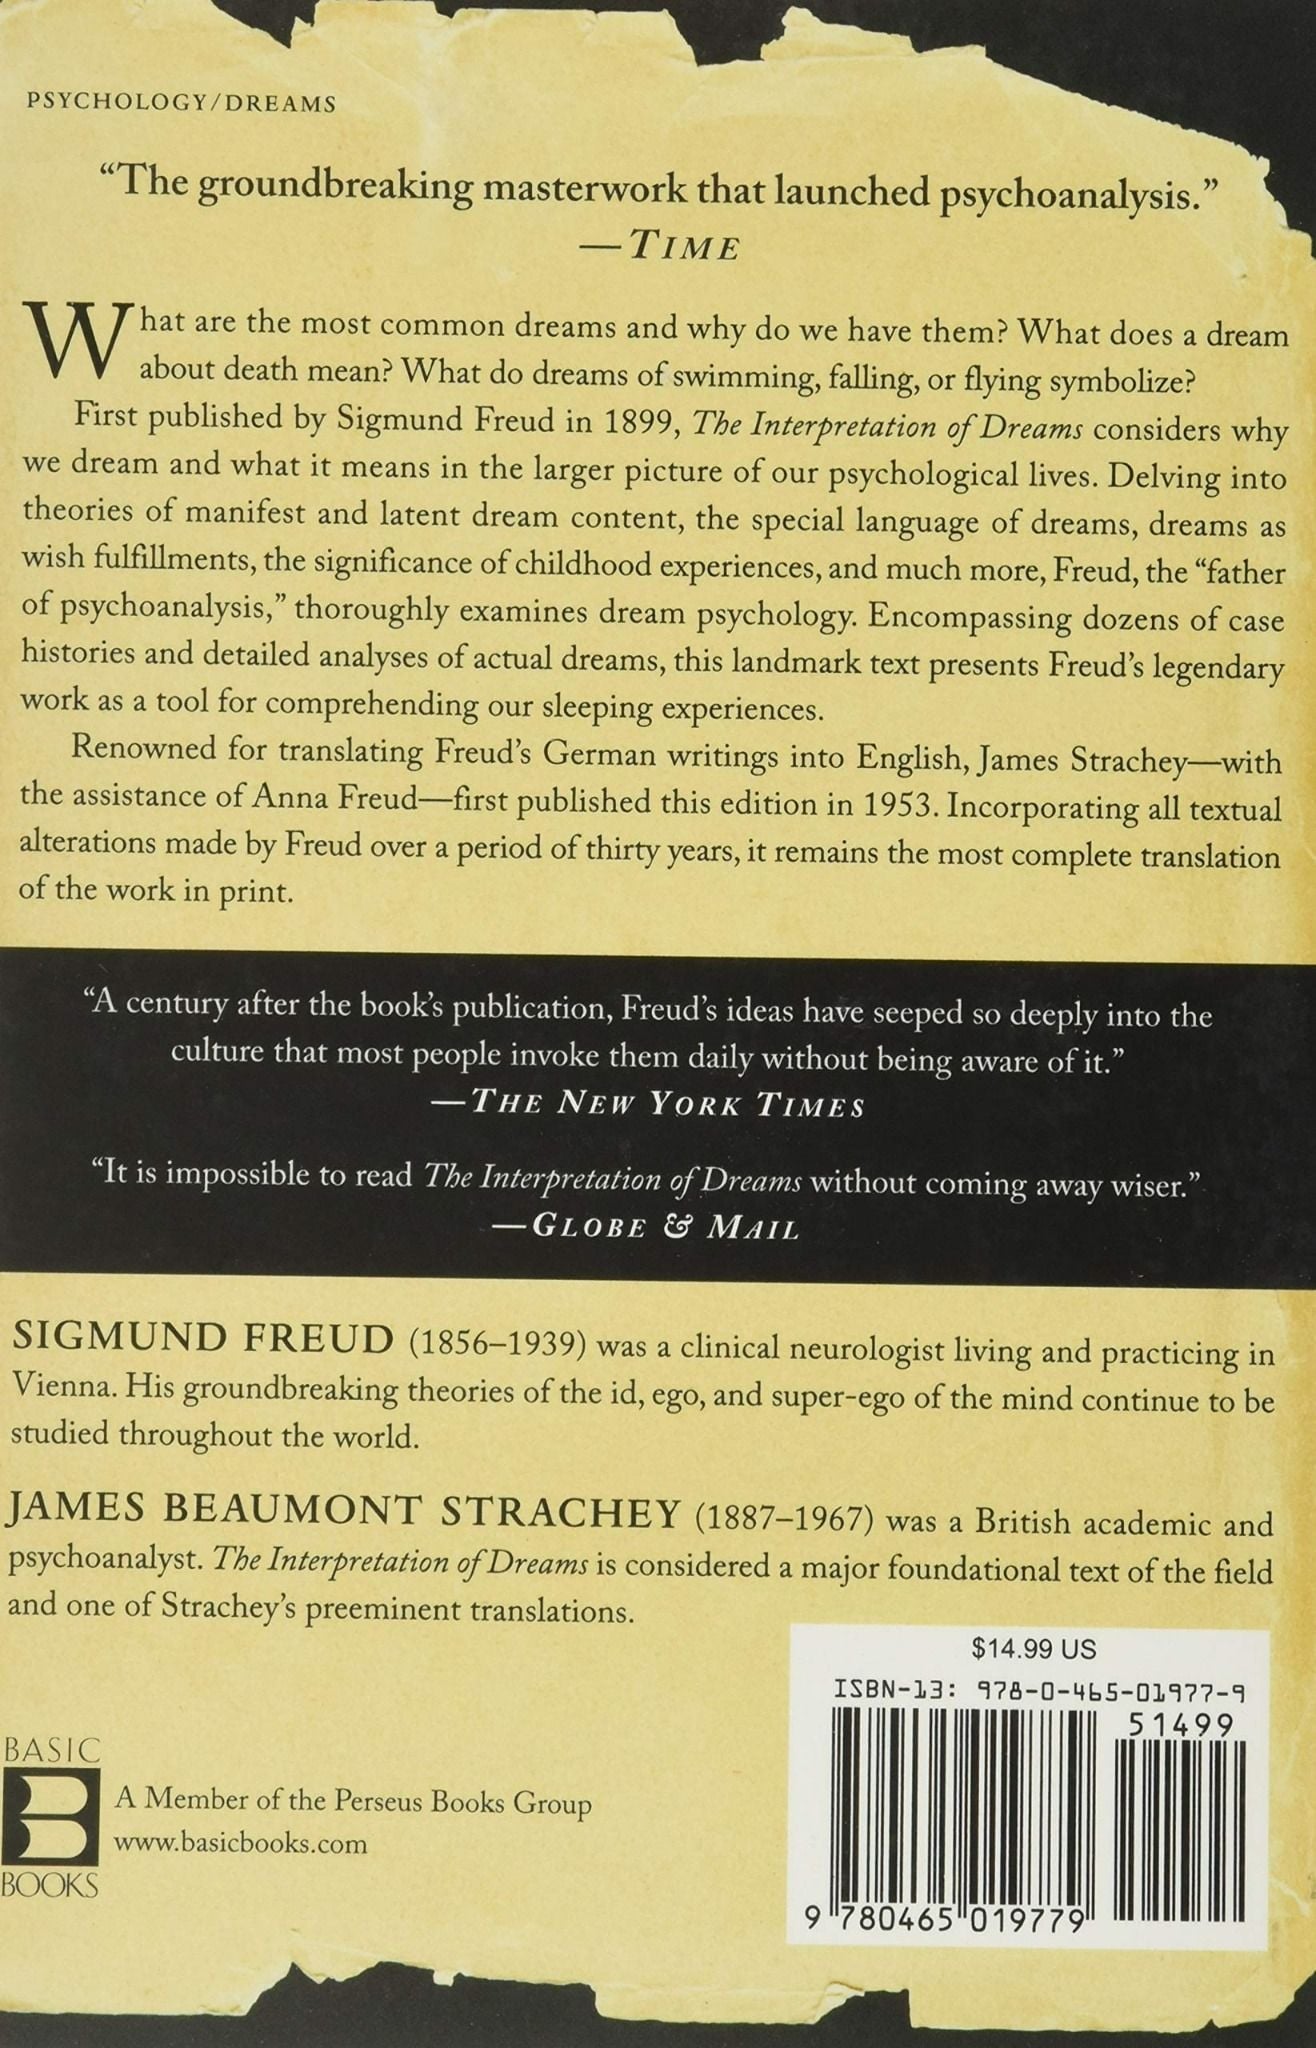 PSYCHOLOGY/DREAMS
“The groundbreaking masterwork that launched psychoanalysis.”
—TIME
What are the most common dreams and why do we have them? What does a dream
about death mean? What do dreams of swimming, falling, or flying symbolize?
First published by Sigmund Freud in 1899, The Interpretation of Dreams considers why
we dream and what it means in the larger picture of our psychological lives. Delving into
theories of manifest and latent dream content, the special language of dreams, dreams as
wish fulfillments, the significance of childhood experiences, and much more, Freud, the “father
of psychoanalysis,” thoroughly examines dream psychology. Encompassing dozens of case
histories and detailed analyses of actual dreams, this landmark text presents Freud’s legendary
work as a tool for comprehending our sleeping experiences.
Renowned for translating Freud’s German writings into English, James Strachey—with
the assistance of Anna Freud—first published this edition in 1953. Incorporating all textual
alterations made by Freud over a period of thirty years, it remains the most complete translation
of the work in print.
“A century after the book’s publication, Freud’s ideas have seeped so deeply into the
culture that most people invoke them daily without being aware of it.”
—THE NEW YORK TIMES
“It is impossible to read The Interpretation of Dreams without coming away wiser.”
—GLOBE & MAIL
SIGMUND FREUD (1856–1939) was a clinical neurologist living and practicing in
Vienna. His groundbreaking theories of the id, ego, and super-ego of the mind continue to be
studied throughout the world.
JAMES BEAUMONT STRACHEY (1887–1967) was a British academic and
psychoanalyst. The Interpretation of Dreams is considered a major foundational text of the field
and one of Strachey’s preeminent translations.
$14.99 US
ISBN-13: 978-0-465-01977-9
51499
9 780465 019779
BASIC
B
BOOKS
A Member of the Perseus Books Group
www.basicbooks.com